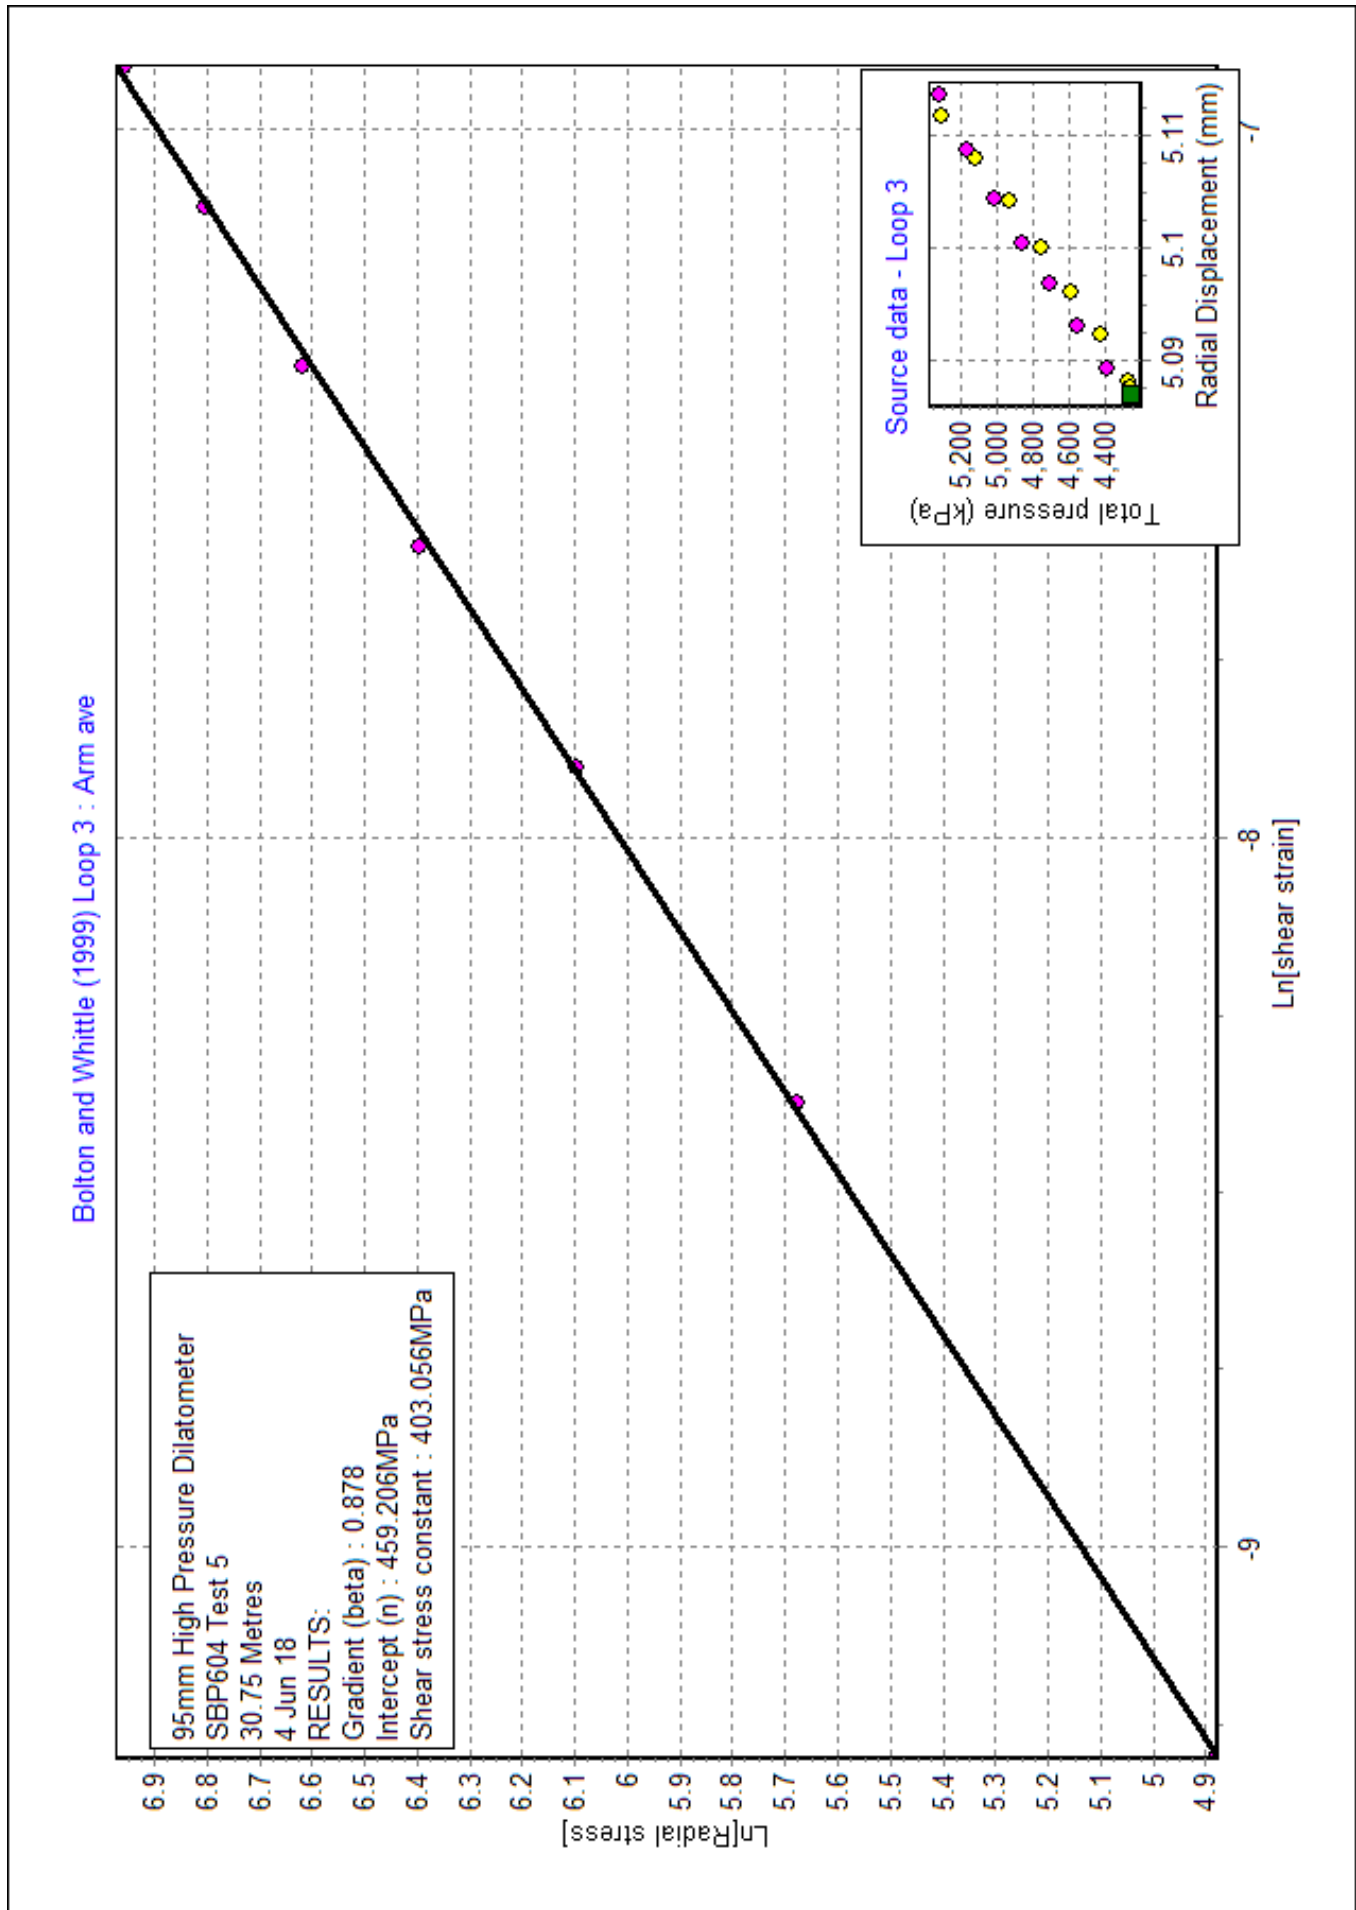 Bolton and Whittle (1999) Loop 3 : Arm ave
95mm High Pressure Dilatometer
SBP604 Test 5
30.75 Metres
4 Jun 18
RESULTS:
Gradient (beta) : 0.878
Intercept (n) : 459.206MPa
Shear stress constant : 403.056MPa
Ln[Radial stress]
6.9
6.8
6.7
6.6
6.5
6.4
6.3
6.2
6.1
6
5.9
5.8
5.7
5.6
5.5
5.4
5.3
5.2
5.1
5
4.9
-9
-8
-7
Ln[shear strain]
Source data - Loop 3
Total pressure (kPa)
5,200
5,000
4,800
4,600
4,400
5.09
5.1
5.11
Radial Displacement (mm)